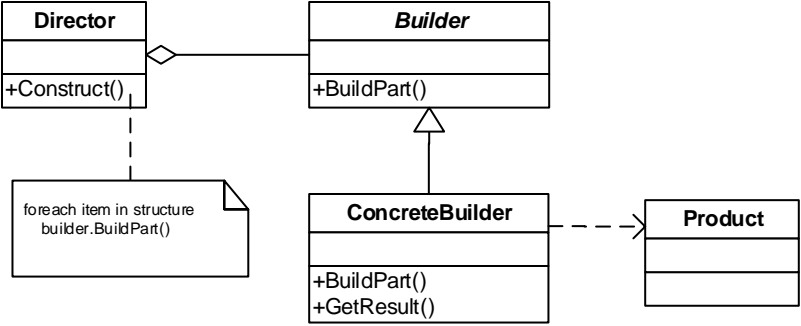 Director
+Construct()
Builder
+BuildPart()
foreach item in structure
builder.BuildPart()
ConcreteBuilder
+BuildPart()
+GetResult()
Product